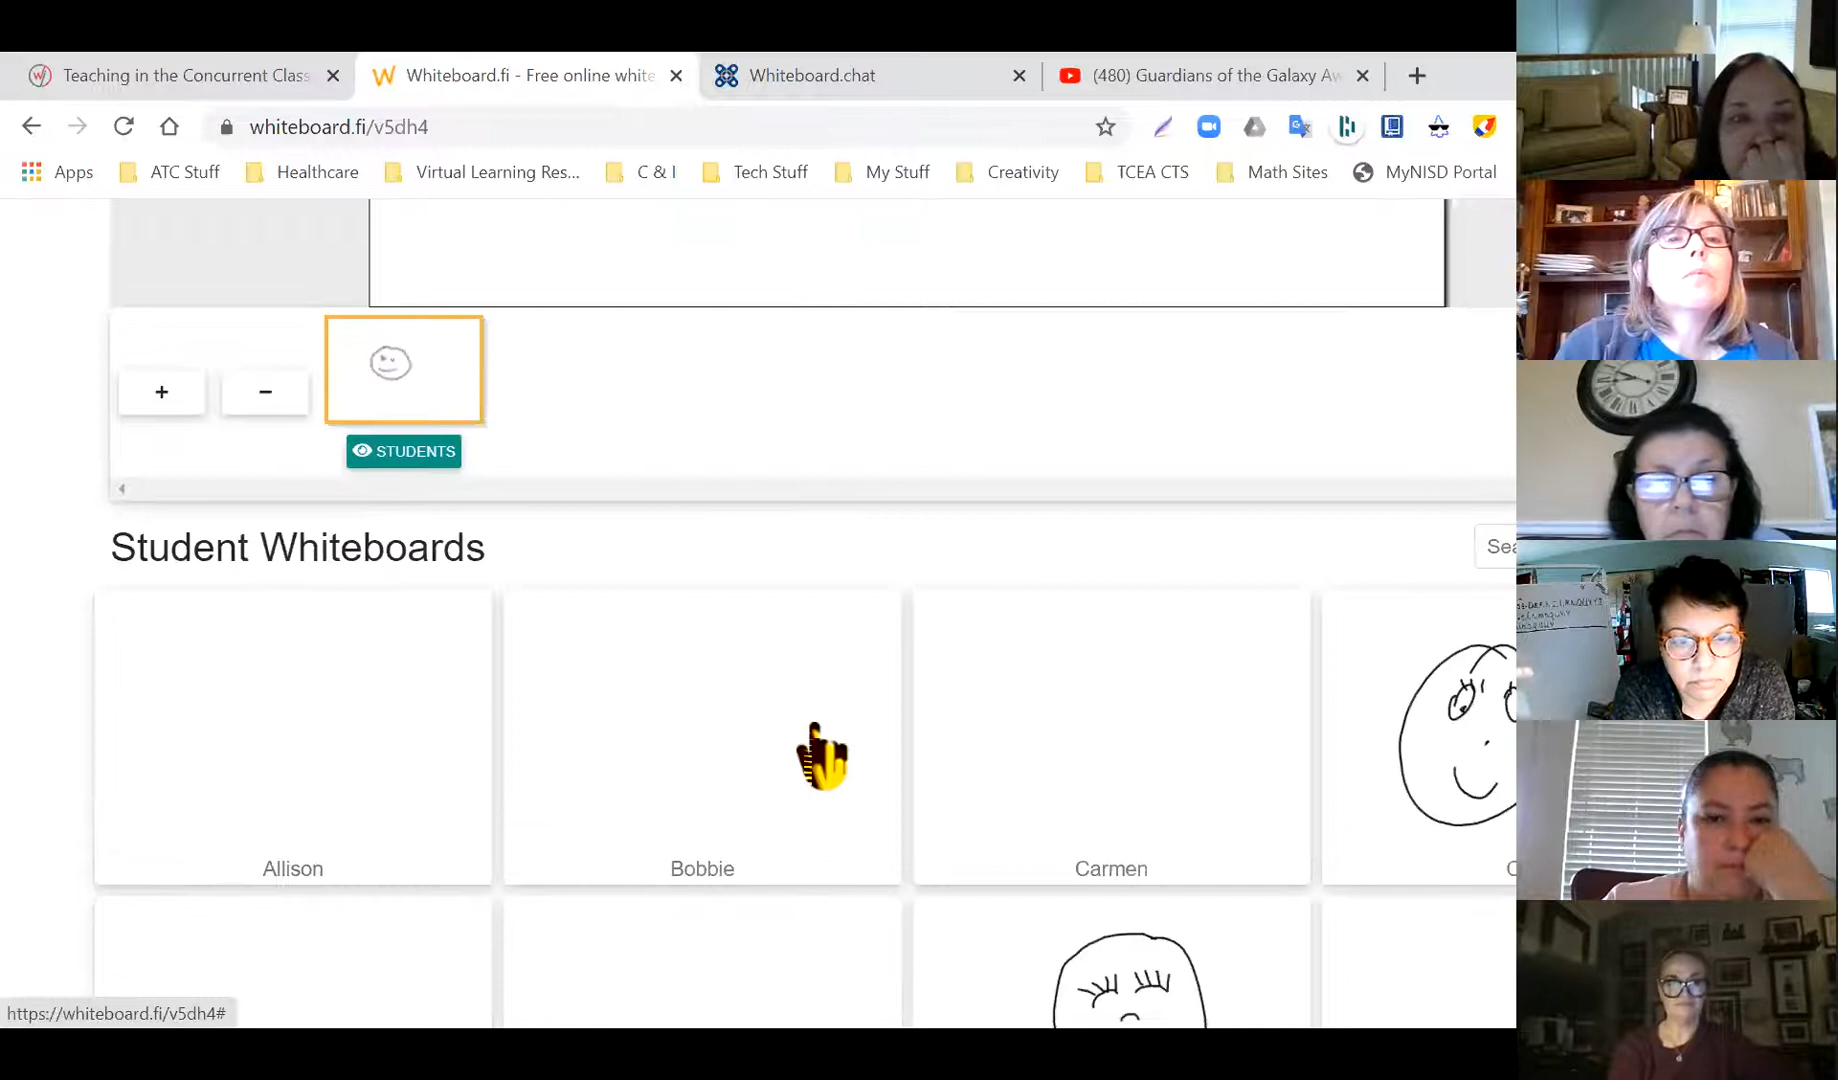 Teaching in the Concurrent Class
Whiteboard.fi - Free online white
Whiteboard.chat
(480) Guardians of the Galaxy Aw
whiteboard.fi/v5dh4
Apps
ATC Stuff
Healthcare
Virtual Learning Res...
C & I
Tech Stuff
My Stuff
Creativity
TCEA CTS
Math Sites
MyNISD Portal
+
-
STUDENTS
Student Whiteboards
Sea
Allison
Bobbie
Carmen
https://whiteboard.fi/v5dh4#